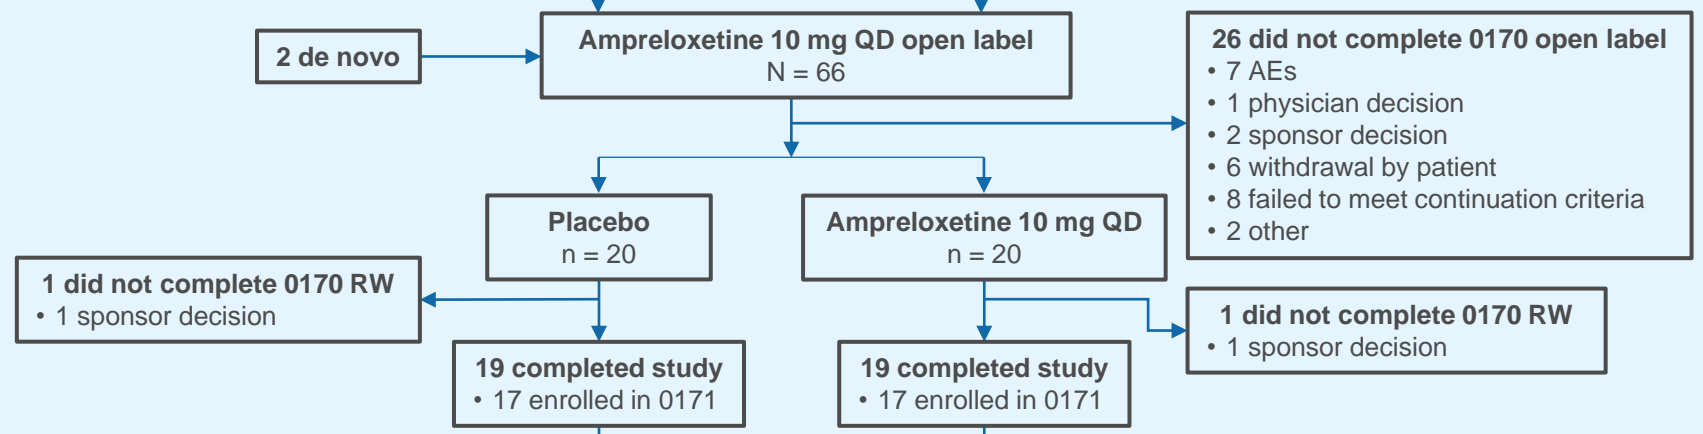 2 de novo
Ampreloxetine 10 mg QD open label
N = 66
26 did not complete 0170 open label
• 7 AEs
• 1 physician decision
• 2 sponsor decision
• 6 withdrawal by patient
• 8 failed to meet continuation criteria
• 2 other
Placebo
n = 20
Ampreloxetine 10 mg QD
n = 20
1 did not complete 0170 RW
• 1 sponsor decision
1 did not complete 0170 RW
• 1 sponsor decision
19 completed study
• 17 enrolled in 0171
19 completed study
• 17 enrolled in 0171